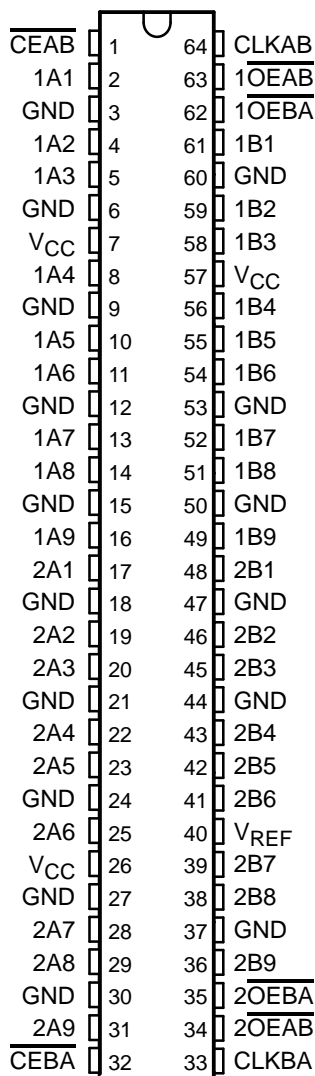 C̅E̅A̅B̅ 1 64 CLKAB
1A1 2 63 1O̅E̅A̅B̅
GND 3 62 1O̅E̅B̅A̅
1A2 4 61 1B1
1A3 5 60 GND
GND 6 59 1B2
VCC 7 58 1B3
1A4 8 57 VCC
GND 9 56 1B4
1A5 10 55 1B5
1A6 11 54 1B6
GND 12 53 GND
1A7 13 52 1B7
1A8 14 51 1B8
GND 15 50 GND
1A9 16 49 1B9
2A1 17 48 2B1
GND 18 47 GND
2A2 19 46 2B2
2A3 20 45 2B3
GND 21 44 GND
2A4 22 43 2B4
2A5 23 42 2B5
GND 24 41 2B6
2A6 25 40 VREF
VCC 26 39 2B7
GND 27 38 2B8
2A7 28 37 GND
2A8 29 36 2B9
GND 30 35 2O̅E̅B̅A̅
2A9 31 34 2O̅E̅A̅B̅
C̅E̅B̅A̅ 32 33 CLKBA